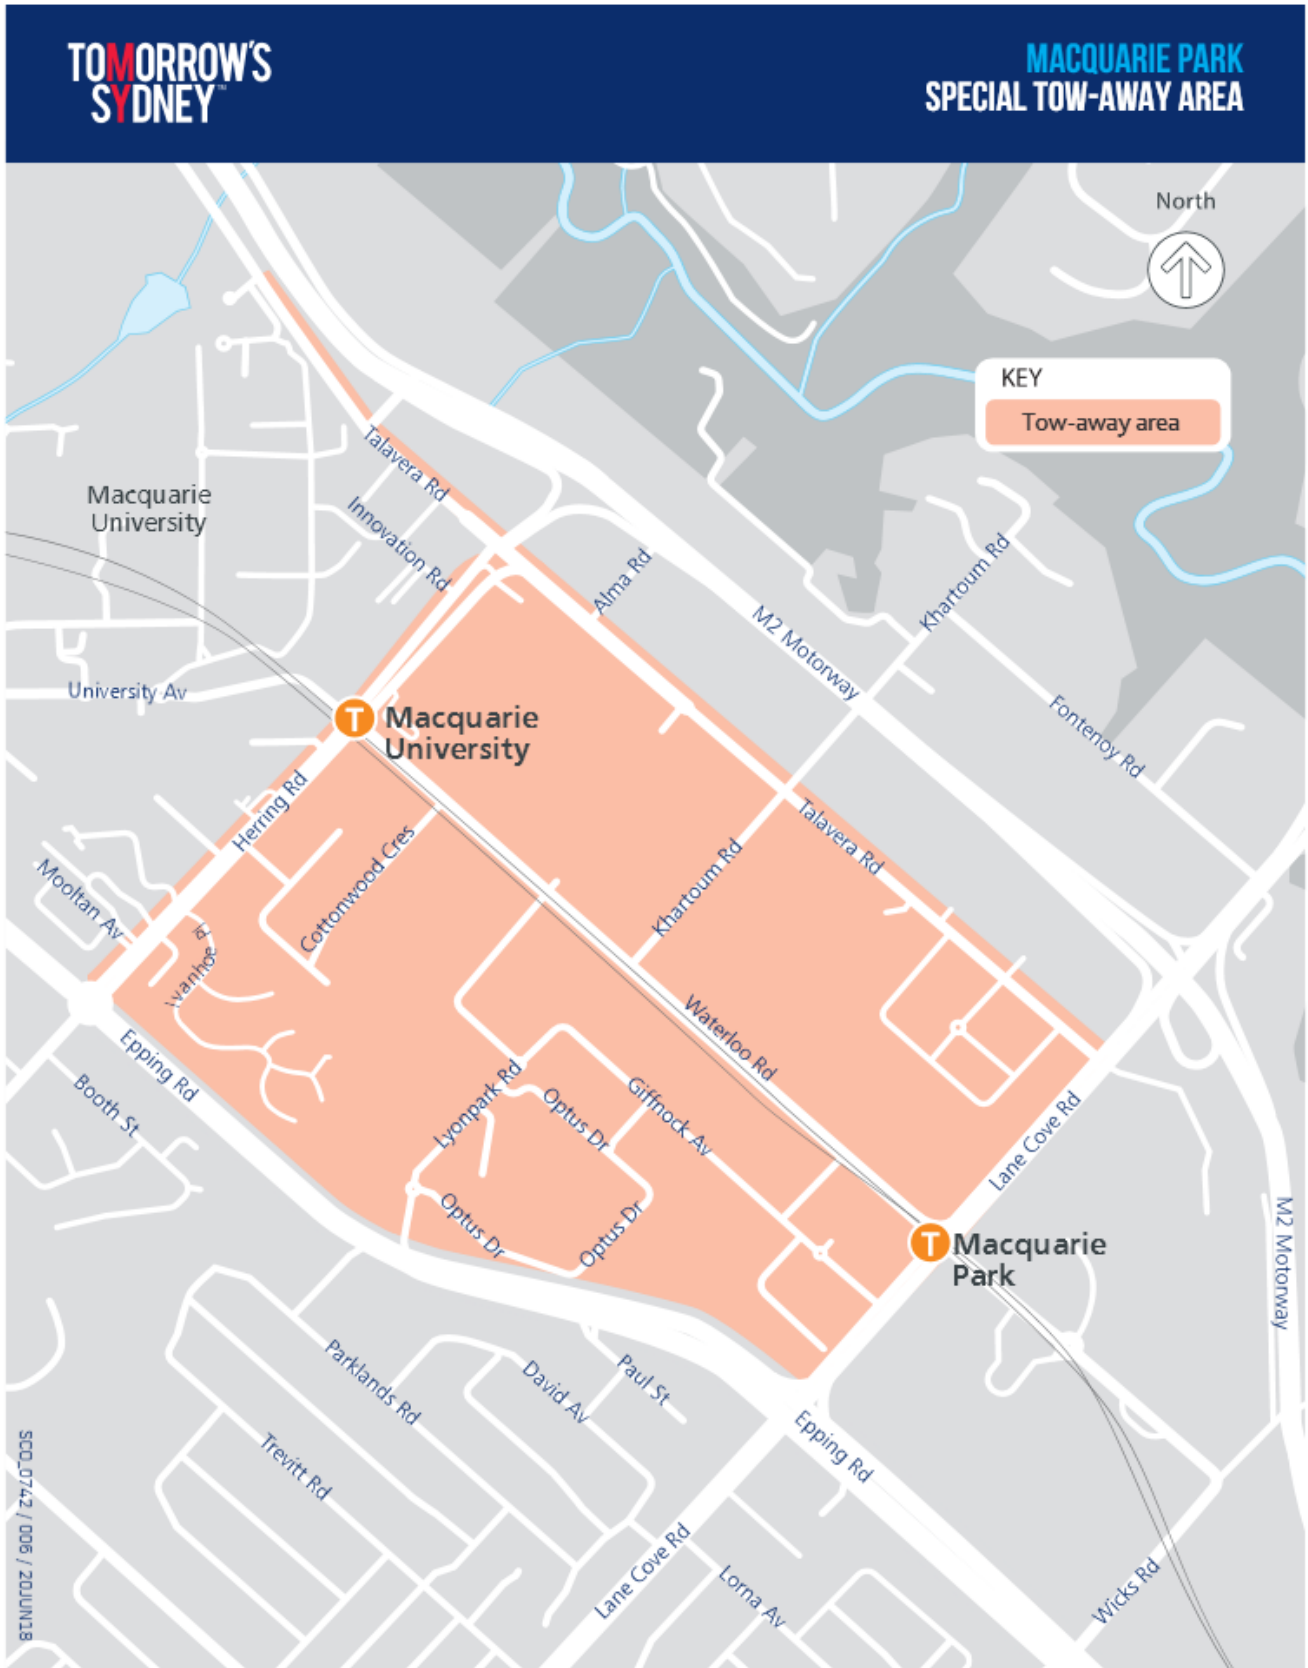 TOMORROW'S
SYDNEY™
MACQUARIE PARK
SPECIAL TOW-AWAY AREA
North
KEY
Tow-away area
Talavera Rd
Macquarie
University
Innovation Rd
Alma Rd
Khartoum Rd
M2 Motorway
University Av
T
Macquarie
University
Fontenoy Rd
Herring Rd
Talavera Rd
Cottonwood Cres
Khartoum Rd
Mooltan Av
Ivanhoe Pl
Waterloo Rd
Epping Rd
Booth St
Lyonpark Rd
Optus Dr
Giffnock Av
Lane Cove Rd
Optus Dr
Optus Dr
T
Macquarie
Park
M2 Motorway
Parklands Rd
David Av
Paul St
Epping Rd
Trevitt Rd
Lane Cove Rd
Lorna Av
Wicks Rd
SCO_0742 / 006 / 20JUN18